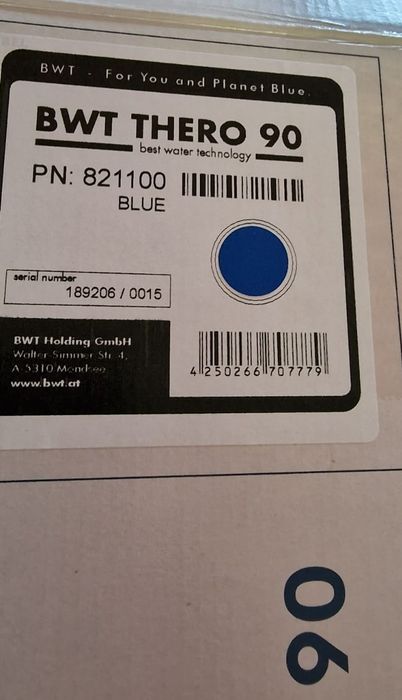 BWT - For You and Planet Blue.
BWT THERO 90
best water technology
PN: 821100
BLUE
serial number
189206 / 0015
BWT Holding GmbH
Walter Simmer Str. 4,
A 5310 Mondsee
www.bwt.at
4 250266 707779
90